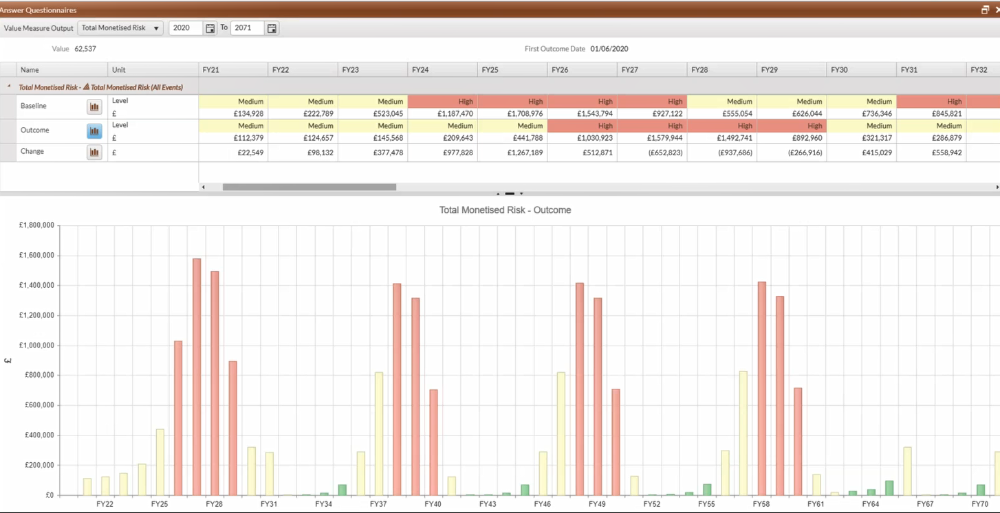 Answer Questionnaires
Value Measure Output Total Monetised Risk 2020 To 2071
Value 62,537 First Outcome Date 01/06/2020
Name Unit FY21 FY22 FY23 FY24 FY25 FY26 FY27 FY28 FY29 FY30 FY31 FY32
Total Monetised Risk - Total Monetised Risk (All Events)
Baseline Level Medium Medium Medium High High High High Medium Medium Medium High
£ £134,928 £222,789 £523,045 £1,187,470 £1,708,976 £1,543,794 £927,122 £555,054 £626,044 £736,346 £845,821
Outcome Level Medium Medium Medium Medium Medium High High High High Medium Medium
£ £112,379 £124,657 £145,568 £209,643 £441,788 £1,030,923 £1,579,944 £1,492,741 £892,960 £321,317 £286,879
Change £ £22,549 £98,132 £377,478 £977,828 £1,267,189 £512,871 (£652,823) (£937,686) (£266,916) £415,029 £558,942
Total Monetised Risk - Outcome
£1,800,000
£1,600,000
£1,400,000
£1,200,000
£1,000,000
£800,000
£600,000
£400,000
£200,000
£0
£
FY22 FY25 FY28 FY31 FY34 FY37 FY40 FY43 FY46 FY49 FY52 FY55 FY58 FY61 FY64 FY67 FY70